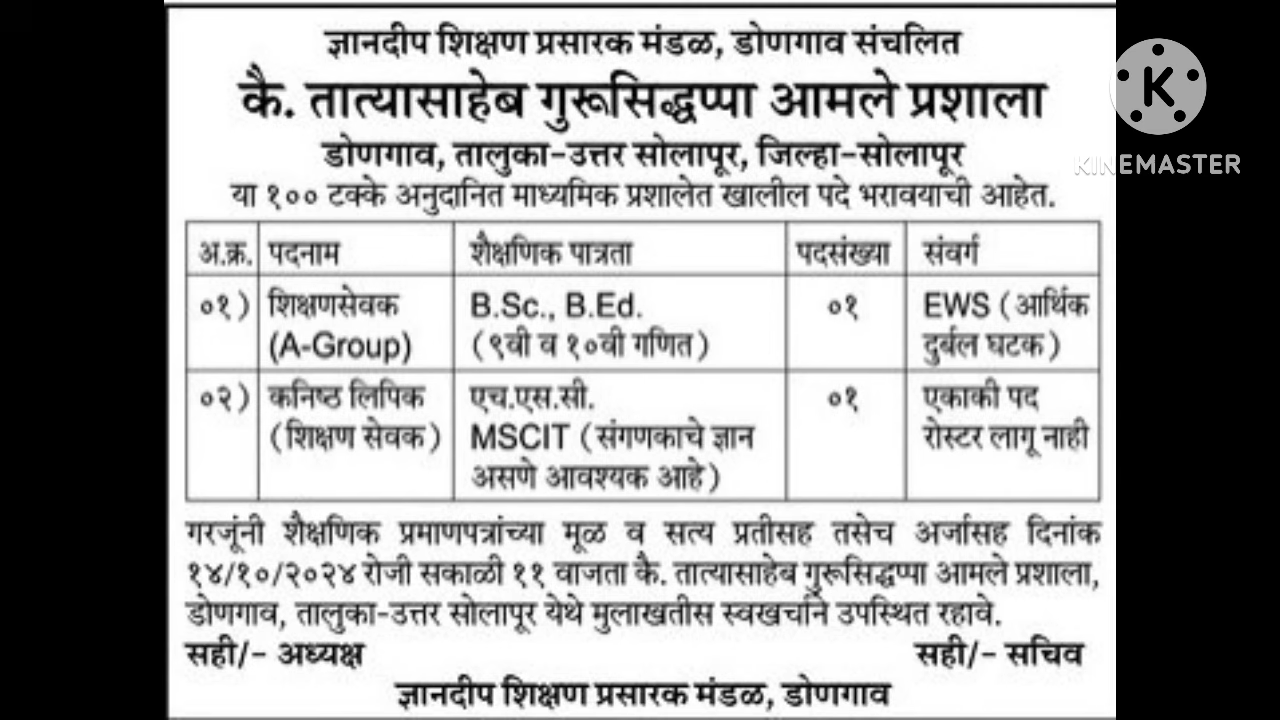 ज्ञानदीप शिक्षण प्रसारक मंडळ, डोणगाव संचलित
कै. तात्यासाहेब गुरूसिद्धप्पा आमले प्रशाला
डोणगाव, तालुका-उत्तर सोलापूर, जिल्हा-सोलापूर
या १०० टक्के अनुदानित माध्यमिक प्रशालेत खालील पदे भरावयाची आहेत.
अ.क्र. पदनाम शैक्षणिक पात्रता पदसंख्या संवर्ग
०१) शिक्षणसेवक B.Sc., B.Ed. ०१ EWS (आर्थिक
(A-Group) (९वी व १०वी गणित) दुर्बल घटक)
०२) कनिष्ठ लिपिक एच.एस.सी. ०१ एकाकी पद
(शिक्षण सेवक) MSCIT (संगणकाचे ज्ञान रोस्टर लागू नाही
असणे आवश्यक आहे)
गरजूंनी शैक्षणिक प्रमाणपत्रांच्या मूळ व सत्य प्रतीसह तसेच अर्जासह दिनांक
१४/१०/२०२४ रोजी सकाळी ११ वाजता कै. तात्यासाहेब गुरूसिद्धप्पा आमले प्रशाला,
डोणगाव, तालुका-उत्तर सोलापूर येथे मुलाखतीस स्वखर्चाने उपस्थित रहावे.
सही/- अध्यक्ष सही/- सचिव
ज्ञानदीप शिक्षण प्रसारक मंडळ, डोणगाव
K
KINEMASTER